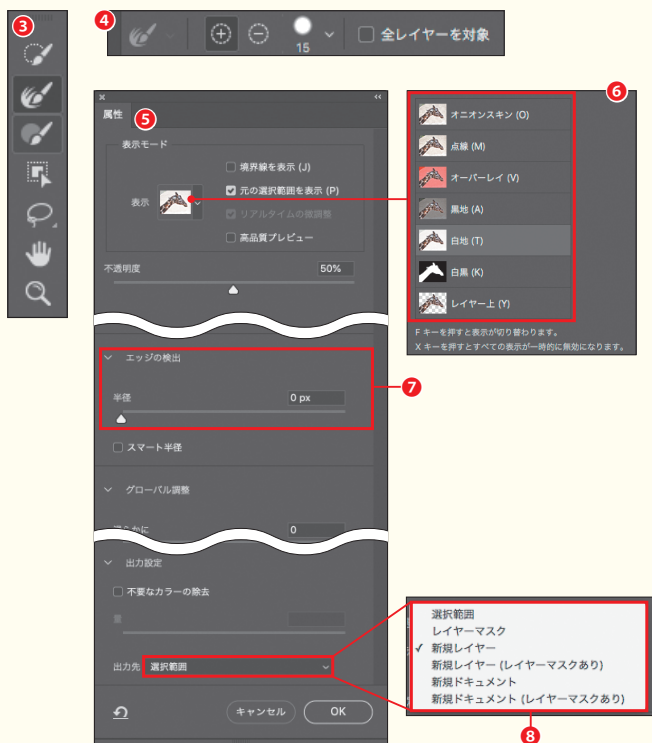 3
4
15
全レイヤーを対象
属性
5
表示モード
境界線を表示 (J)
元の選択範囲を表示 (P)
表示
リアルタイムの微調整
高品質プレビュー
不透明度
50%
エッジの検出
半径
0 px
7
スマート半径
グローバル調整
滑らかに
0
出力設定
不要なカラーの除去
量
出力先
選択範囲
キャンセル
OK
6
オニオンスキン (O)
点線 (M)
オーバーレイ (V)
黒地 (A)
白地 (T)
白黒 (K)
レイヤー上 (Y)
F キーを押すと表示が切り替わります。
X キーを押すとすべての表示が一時的に無効になります。
選択範囲
レイヤーマスク
✓ 新規レイヤー
新規レイヤー (レイヤーマスクあり)
新規ドキュメント
新規ドキュメント (レイヤーマスクあり)
8